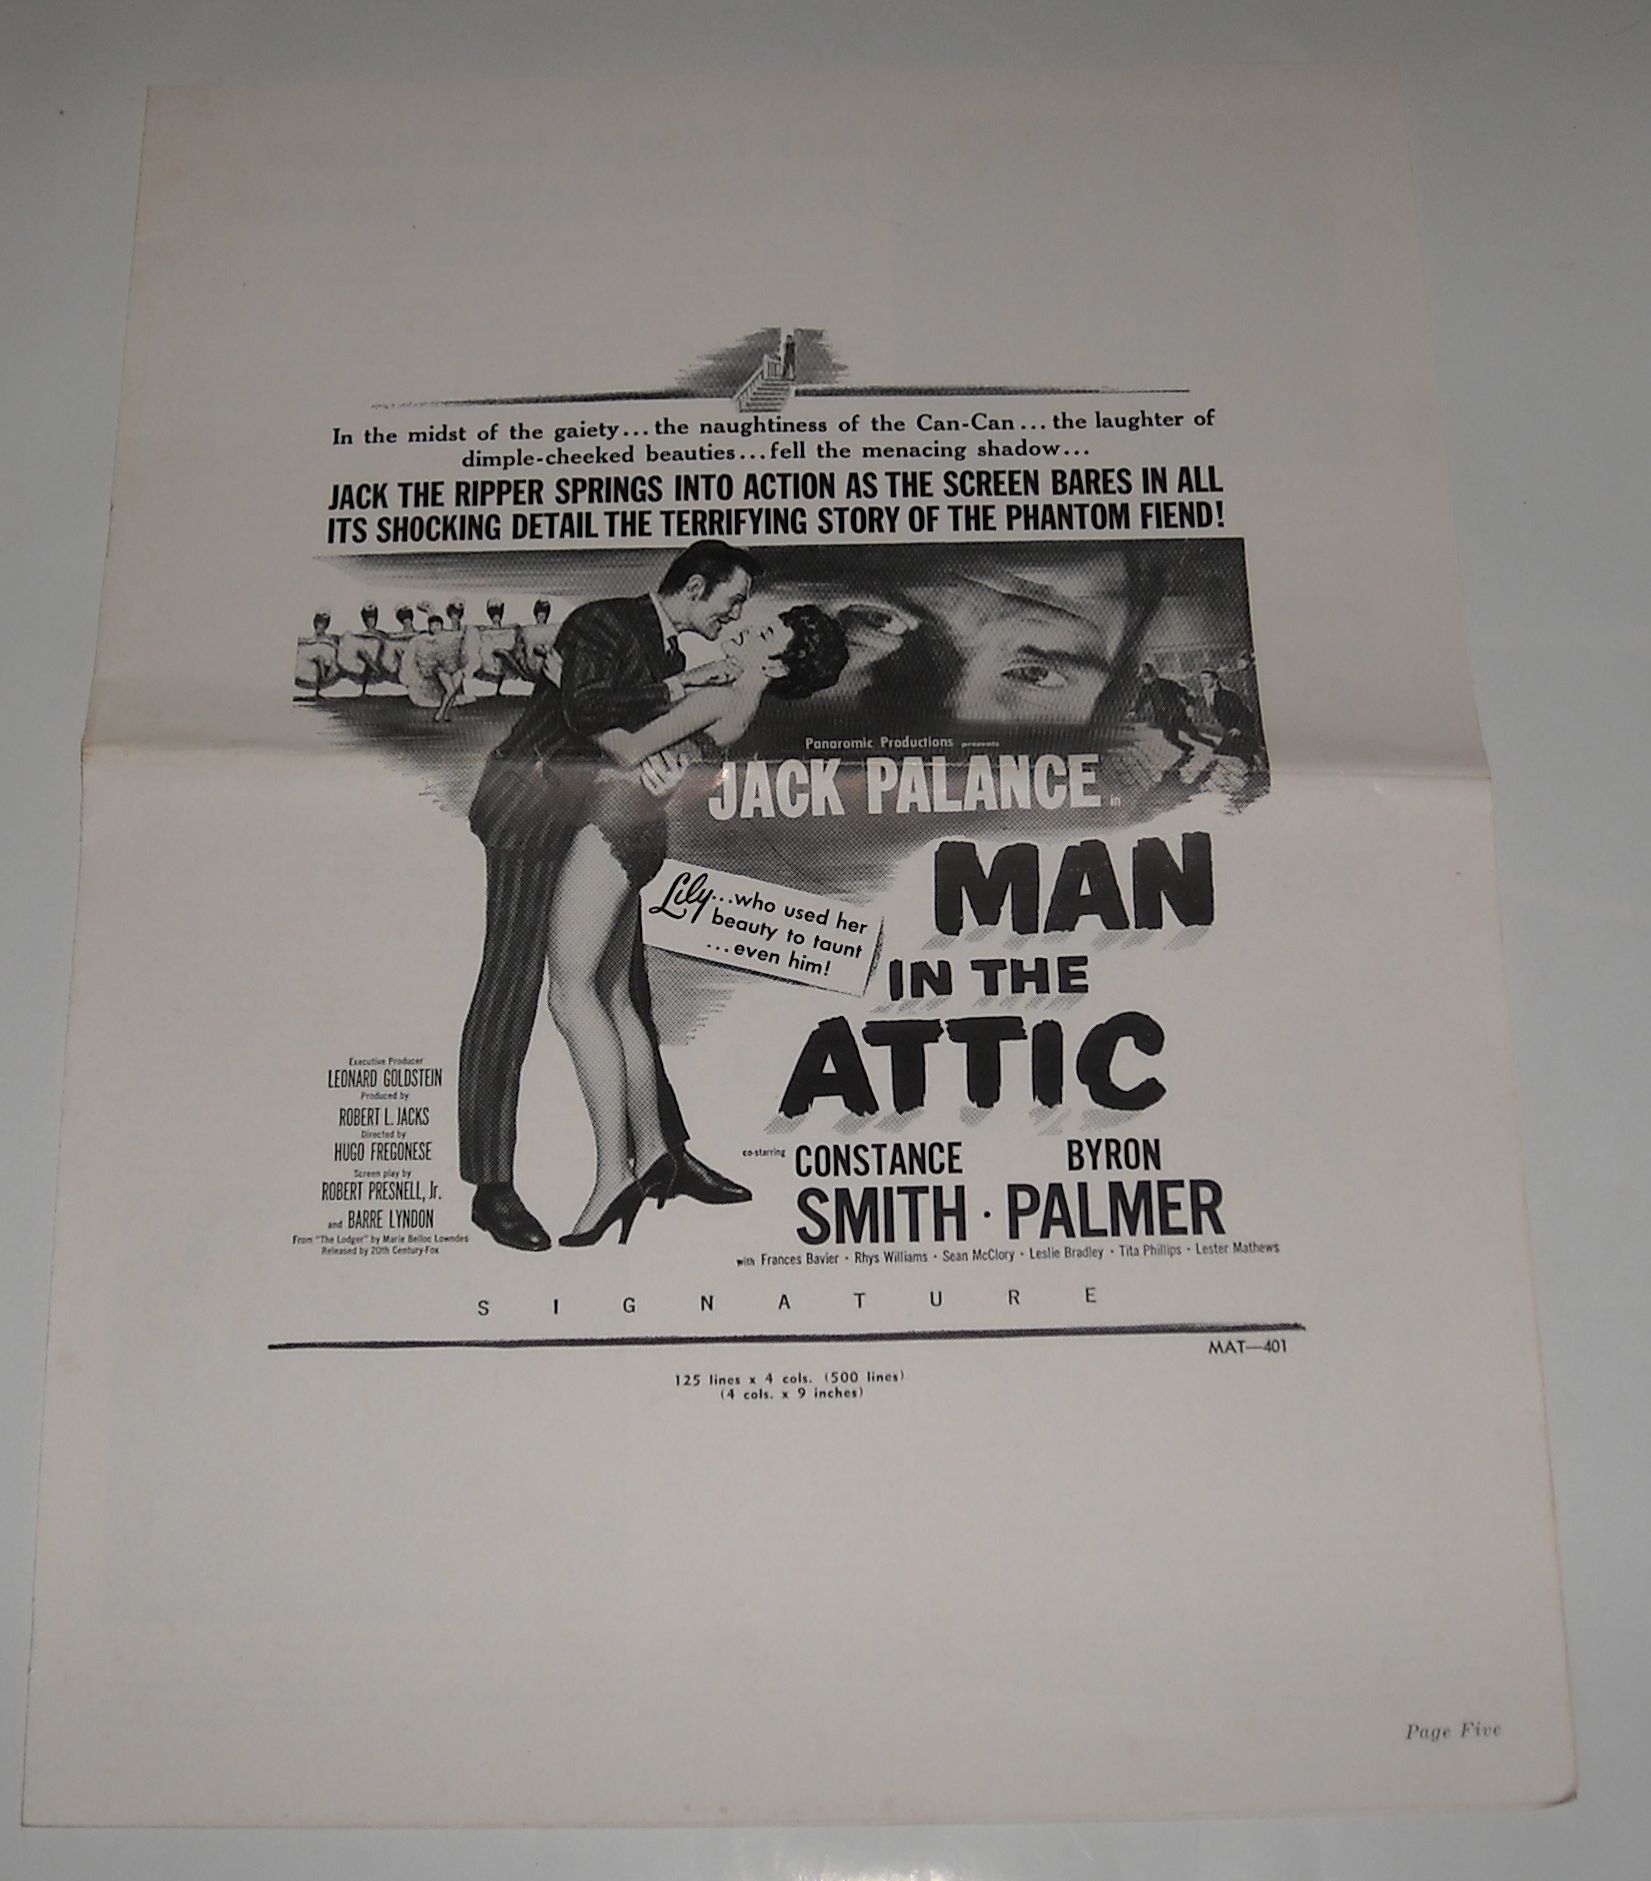 In the midst of the gaiety...the naughtiness of the Can-Can...the laughter of
dimple-cheeked beauties...fell the menacing shadow...
JACK THE RIPPER SPRINGS INTO ACTION AS THE SCREEN BARES IN ALL
ITS SHOCKING DETAIL THE TERRIFYING STORY OF THE PHANTOM FIEND!
Panoramic Productions presents
JACK PALANCE in
MAN
IN THE
ATTIC
Lily...who used her
beauty to taunt
...even him!
Executive Producer
LEONARD GOLDSTEIN
Produced by
ROBERT L. JACKS
Directed by
HUGO FREGONESE
Screen play by
ROBERT PRESNELL, Jr.
and BARRE LYNDON
From "The Lodger" by Marie Belloc Lowndes
Released by 20th Century-Fox
co-starring CONSTANCE BYRON
SMITH · PALMER
with Frances Bavier · Rhys Williams · Sean McClory · Leslie Bradley · Tita Phillips · Lester Mathews
SIGNATURE
MAT—401
125 lines x 4 cols. (500 lines)
(4 cols. x 9 inches)
Page Five